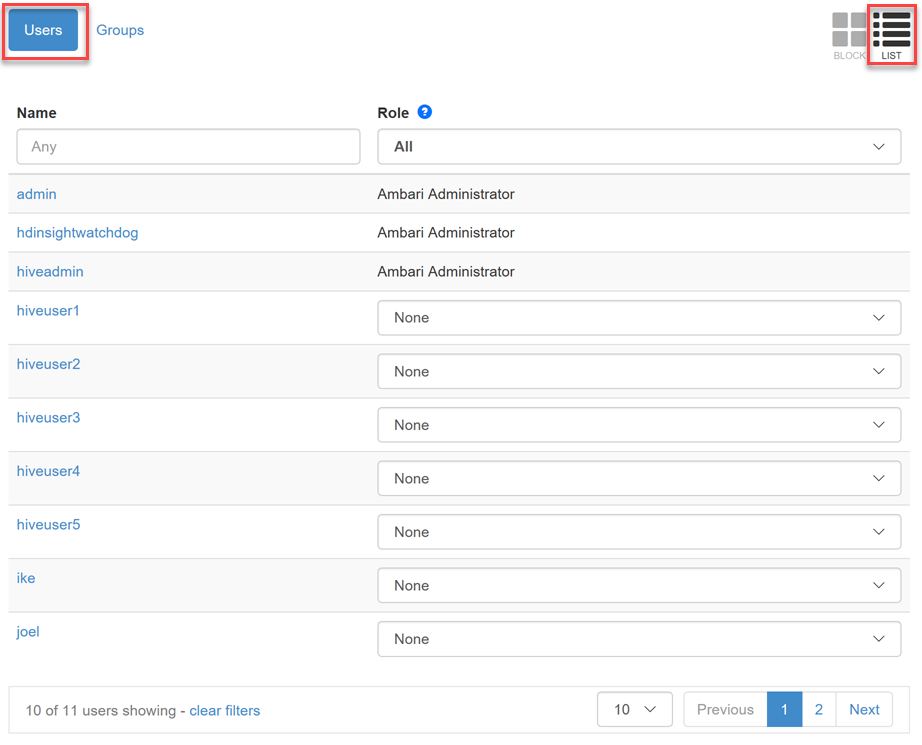 Users Groups
BLOCK LIST
Name Role ?
Any All
admin Ambari Administrator
hdinsightwatchdog Ambari Administrator
hiveadmin Ambari Administrator
hiveuser1 None
hiveuser2 None
hiveuser3 None
hiveuser4 None
hiveuser5 None
ike None
joel None
10 of 11 users showing - clear filters 10 Previous 1 2 Next